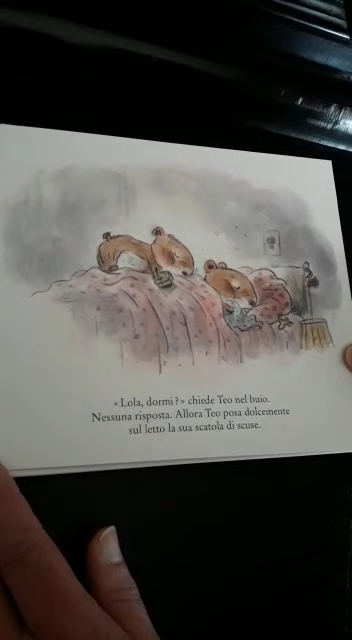 «Lola, dormi?» chiede Teo nel buio.
Nessuna risposta. Allora Teo posa dolcemente
sul letto la sua scatola di scuse.